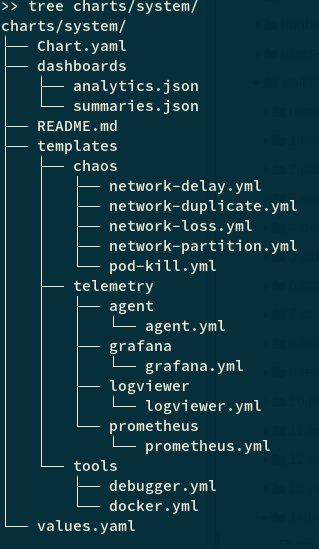 >> tree charts/system/
charts/system/
├── Chart.yaml
├── dashboards
│   ├── analytics.json
│   └── summaries.json
├── README.md
├── templates
│   ├── chaos
│   │   ├── network-delay.yml
│   │   ├── network-duplicate.yml
│   │   ├── network-loss.yml
│   │   ├── network-partition.yml
│   │   └── pod-kill.yml
│   ├── telemetry
│   │   ├── agent
│   │   │   └── agent.yml
│   │   ├── grafana
│   │   │   └── grafana.yml
│   │   ├── logviewer
│   │   │   └── logviewer.yml
│   │   └── prometheus
│   │       └── prometheus.yml
│   └── tools
│       ├── debugger.yml
│       └── docker.yml
└── values.yaml